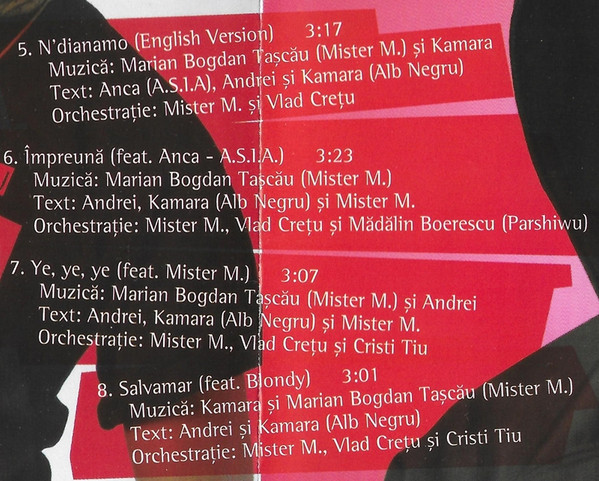 5. N'dianamo (English Version) 3:17
Muzică: Marian Bogdan Tașcău (Mister M.) și Kamara
Text: Anca (A.S.I.A), Andrei și Kamara (Alb Negru)
Orchestrație: Mister M. și Vlad Crețu
6. Împreună (feat. Anca - A.S.I.A.) 3:23
Muzică: Marian Bogdan Tașcău (Mister M.)
Text: Andrei, Kamara (Alb Negru) și Mister M.
Orchestrație: Mister M., Vlad Crețu și Mădălin Boerescu (Parshiwu)
7. Ye, ye, ye (feat. Mister M.) 3:07
Muzică: Marian Bogdan Tașcău (Mister M.) și Andrei
Text: Andrei, Kamara (Alb Negru) și Mister M.
Orchestrație: Mister M., Vlad Crețu și Cristi Tiu
8. Salvamar (feat. Blondy) 3:01
Muzică: Kamara și Marian Bogdan Tașcău (Mister M.)
Text: Andrei și Kamara (Alb Negru)
Orchestrație: Mister M., Vlad Crețu și Cristi Tiu